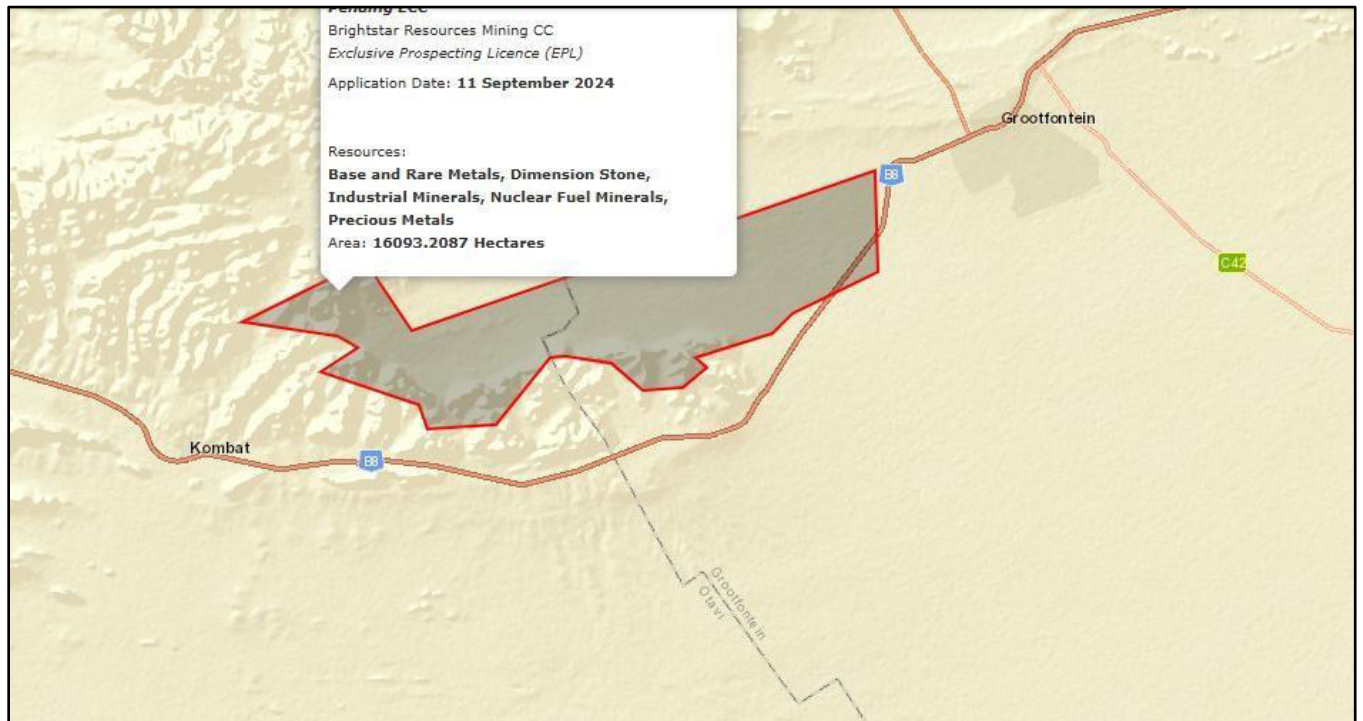 Pending ECC
Brightstar Resources Mining CC
Exclusive Prospecting Licence (EPL)
Application Date: 11 September 2024
Resources:
Base and Rare Metals, Dimension Stone,
Industrial Minerals, Nuclear Fuel Minerals,
Precious Metals
Area: 16093.2087 Hectares
Grootfontein
B8
C42
Kombat
B8
Grootfontein
Otavi